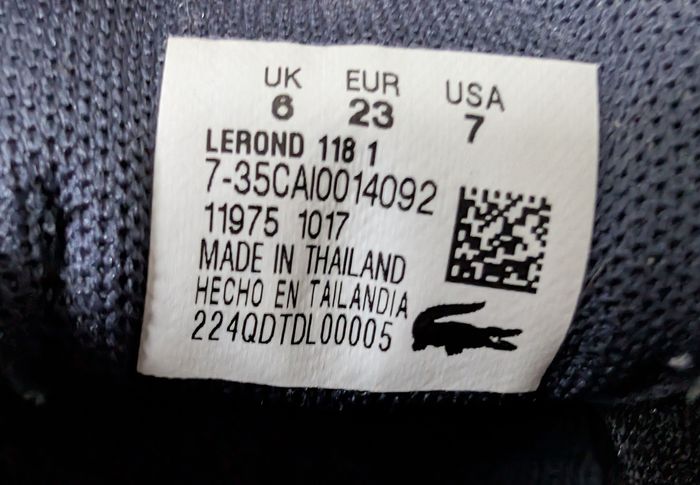 UK EUR USA
6 23 7
LEROND 118 1
7-35CAI0014092
11975 1017
MADE IN THAILAND
HECHO EN TAILANDIA
224QDTDL00005